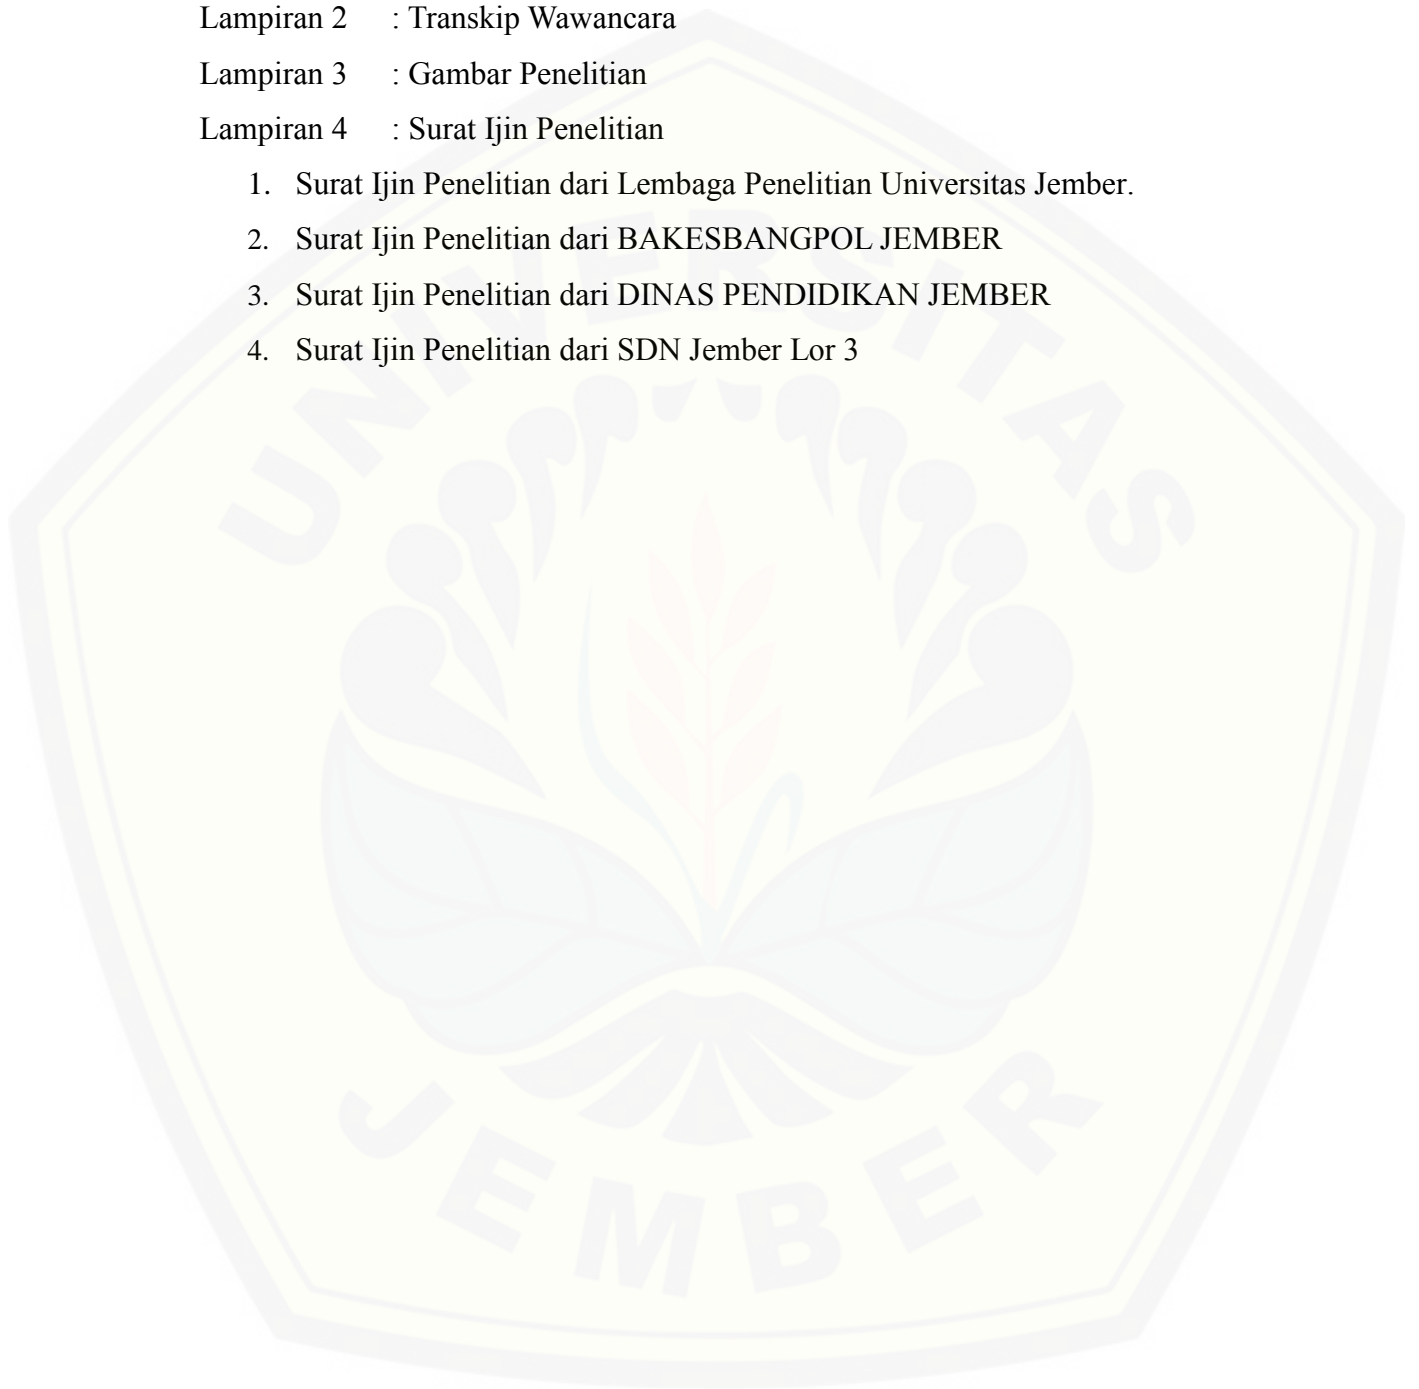 Lampiran 2 : Transkip Wawancara
Lampiran 3 : Gambar Penelitian
Lampiran 4 : Surat Ijin Penelitian
1. Surat Ijin Penelitian dari Lembaga Penelitian Universitas Jember.
2. Surat Ijin Penelitian dari BAKESBANGPOL JEMBER
3. Surat Ijin Penelitian dari DINAS PENDIDIKAN JEMBER
4. Surat Ijin Penelitian dari SDN Jember Lor 3
UNIVERSITAS
JEMBER